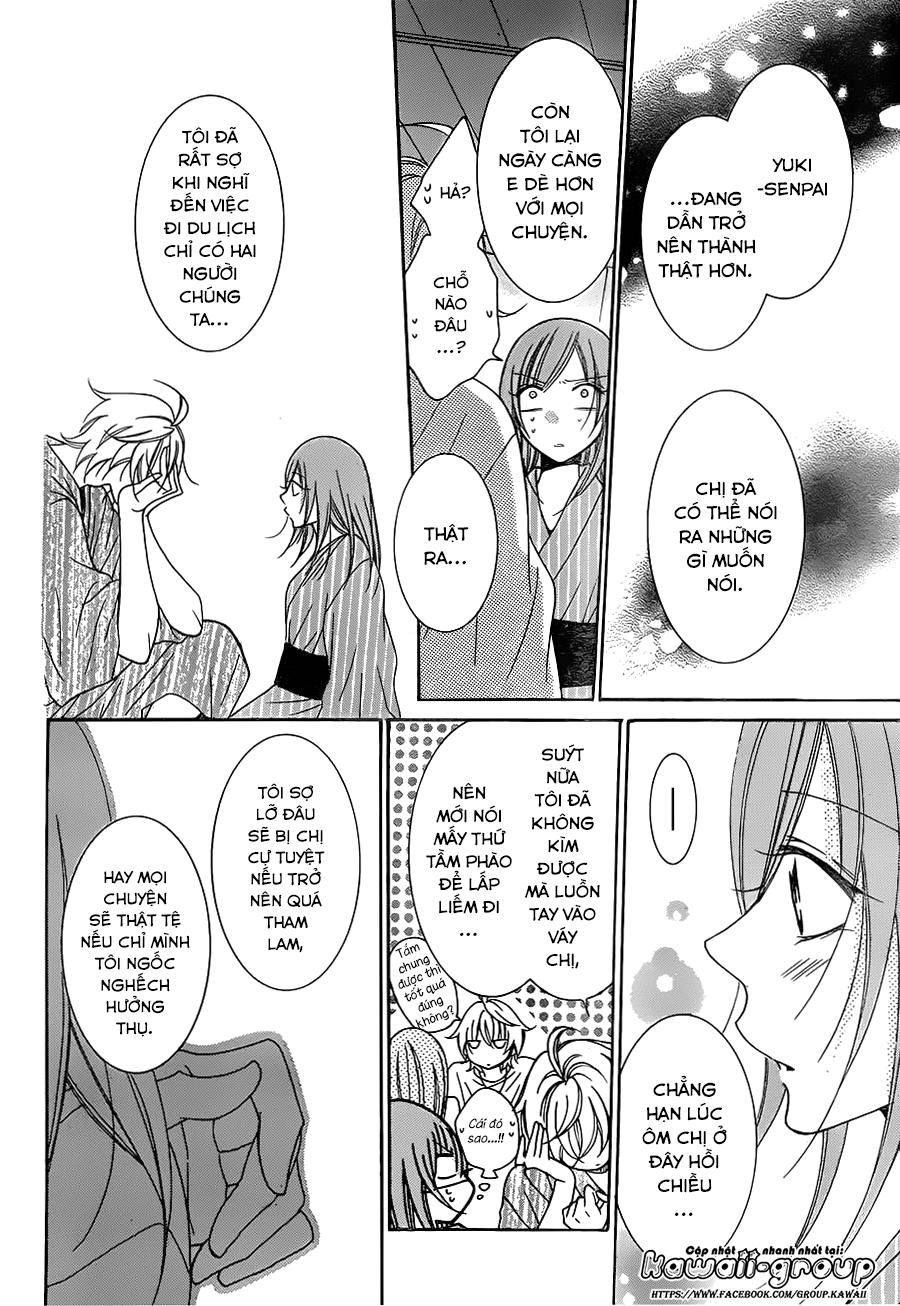 YUKI
-SENPAI
...ĐANG
DẦN TRỞ
NÊN THÀNH
THẬT HƠN.
CHỊ ĐÃ
CÓ THỂ NÓI
RA NHỮNG
GÌ MUỐN
NÓI.
CÒN
TÔI LẠI
NGÀY CÀNG
E DÈ HƠN
VỚI MỌI
CHUYỆN.
HẢ?
CHỖ
NÀO
ĐÂU
...?
THẬT
RA...
TÔI ĐÃ
RẤT SỢ
KHI NGHĨ
ĐẾN VIỆC
ĐI DU LỊCH
CHỈ CÓ HAI
NGƯỜI
CHÚNG
TA...
CHẲNG
HẠN LÚC
ÔM CHỊ Ở
ĐÂY HỒI
CHIỀU
...
SUÝT
NỮA
TÔI ĐÃ
KHÔNG
KÌM
ĐƯỢC
MÀ LUỒN
TAY VÀO
VÁY CHỊ,
NÊN
MỚI NÓI
MẤY THỨ
TẦM PHÀO
ĐỂ LẤP
LIẾM ĐI
...
Tắm
chung
được thì
tốt quá
đúng
không?
Cái đó
sao...!!
TÔI SỢ
LỠ ĐÂU
SẼ BỊ CHỊ
CỰ TUYỆT
NẾU TRỞ
NÊN QUÁ
THAM
LAM,
HAY MỌI
CHUYỆN
SẼ THẬT TỆ
NẾU CHỈ MÌNH
TÔI NGỐC
NGHẾCH
HƯỞNG
THỤ.
Cập nhật nhanh nhất tại:
kawaii-group
HTTPS://WWW.FACEBOOK.COM/GROUP.KAWAII